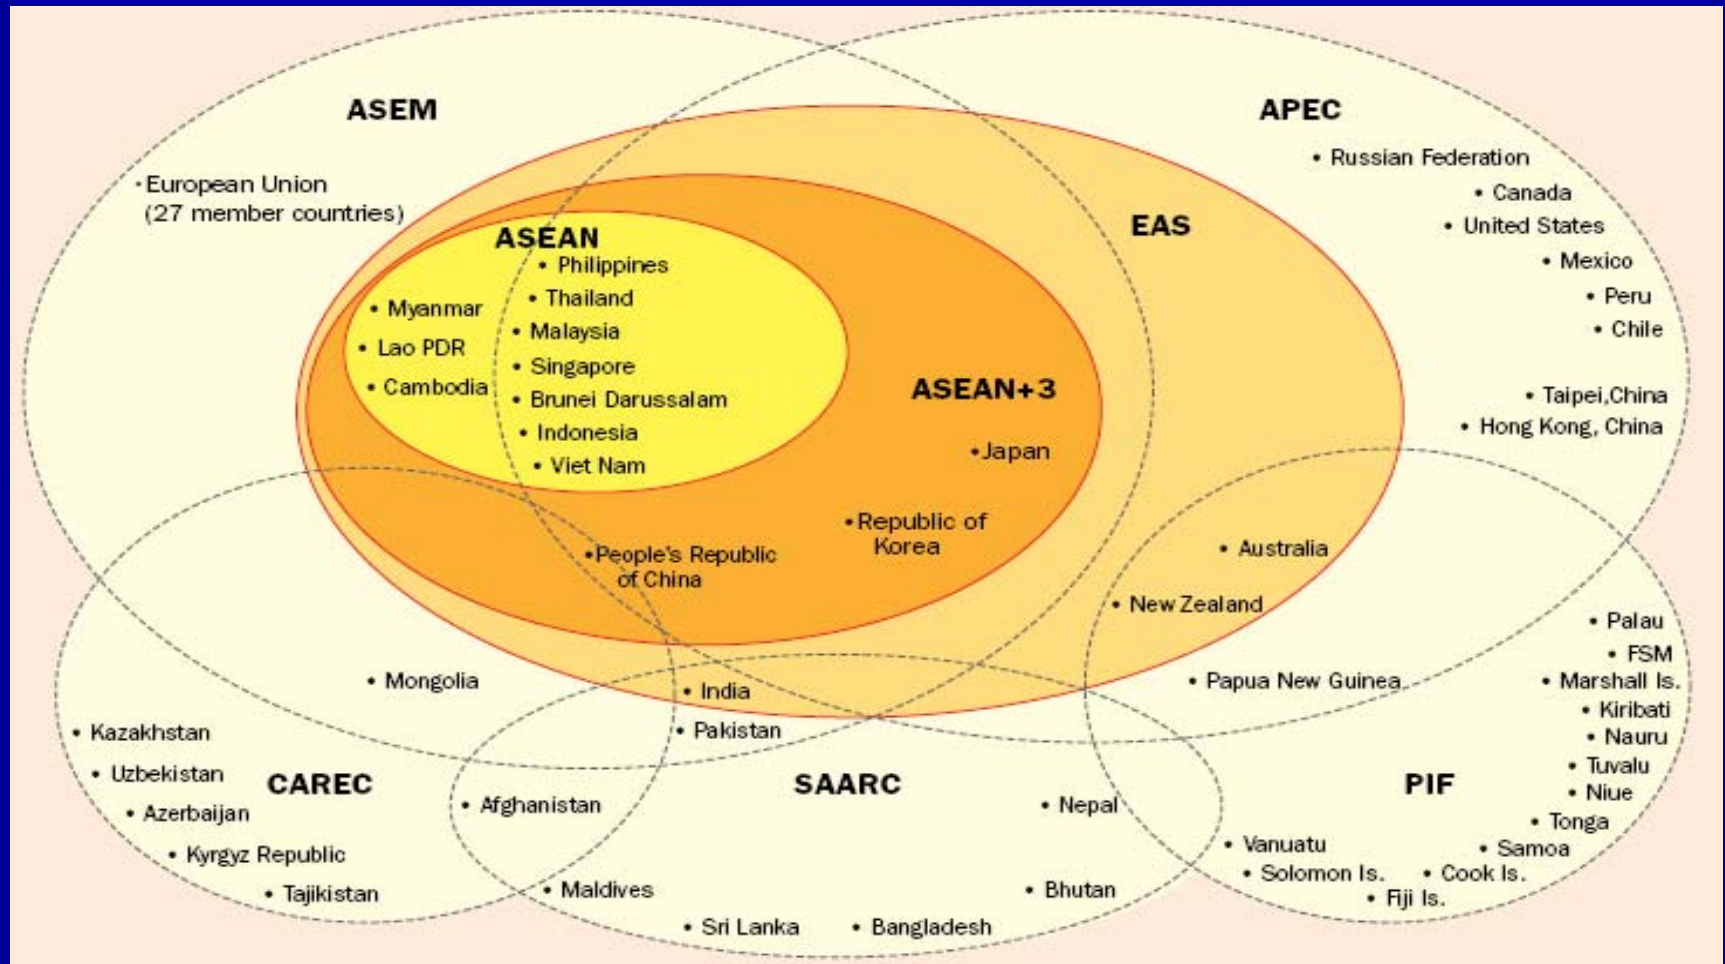 ASEM
APEC
• Russian Federation
• European Union
(27 member countries)
• Canada
EAS
• United States
ASEAN
• Philippines
• Mexico
• Thailand
• Peru
• Myanmar
• Malaysia
• Chile
• Lao PDR
• Singapore
• Cambodia
ASEAN+3
• Brunei Darussalam
• Taipei,China
• Indonesia
• Hong Kong, China
• Viet Nam
•Japan
•Republic of
Korea
•People's Republic
of China
• Australia
• New Zealand
• Palau
• FSM
• Mongolia
• India
• Papua New Guinea
• Marshall Is.
• Kiribati
• Kazakhstan
• Pakistan
• Nauru
• Uzbekistan
CAREC
SAARC
PIF
• Tuvalu
• Niue
• Azerbaijan
• Afghanistan
• Nepal
• Tonga
• Kyrgyz Republic
• Vanuatu
• Samoa
• Tajikistan
• Maldives
• Bhutan
• Solomon Is.
• Cook Is.
• Fiji Is.
• Sri Lanka
• Bangladesh